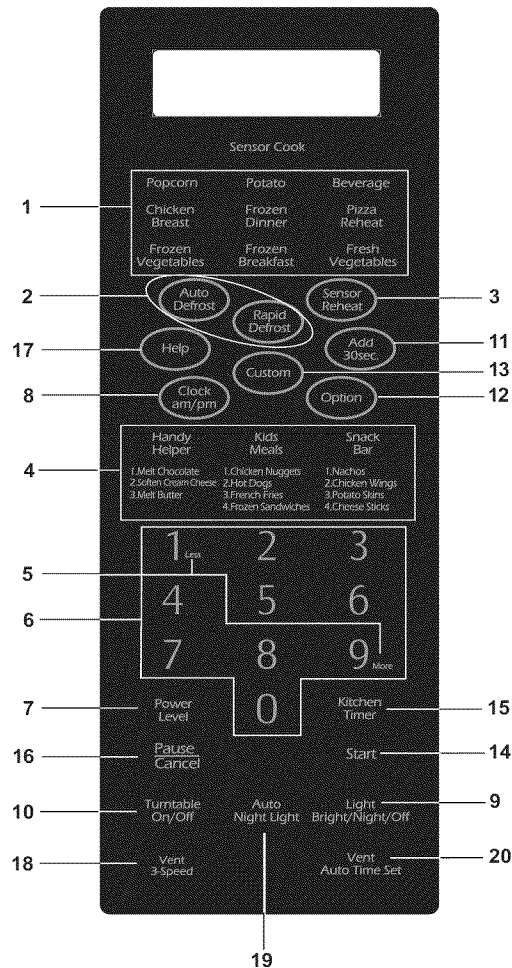 Sensor Cook
Popcorn Potato Beverage
1
Chicken Frozen Pizza
Breast Dinner Reheat
Frozen Frozen Fresh
Vegetables Breakfast Vegetables
2
Auto
Defrost
Sensor
Reheat
3
Rapid
Defrost
17
Help
Add
30sec.
11
Custom
13
8
Clock
am/pm
Option
12
4
Handy
Helper
1.Melt Chocolate
2.Soften Cream Cheese
3.Melt Butter
Kids
Meals
1.Chicken Nuggets
2.Hot Dogs
3.French Fries
4.Frozen Sandwiches
Snack
Bar
1.Nachos
2.Chicken Wings
3.Potato Skins
4.Cheese Sticks
1 Less 2 3
5
4 5 6
6
7 8 9 More
0
7
Power
Level
Kitchen
Timer
15
16
Pause
Cancel
Start
14
10
Turntable
On/Off
Auto
Night Light
Light
Bright/Night/Off
9
18
Vent
3-Speed
Vent
Auto Time Set
20
19